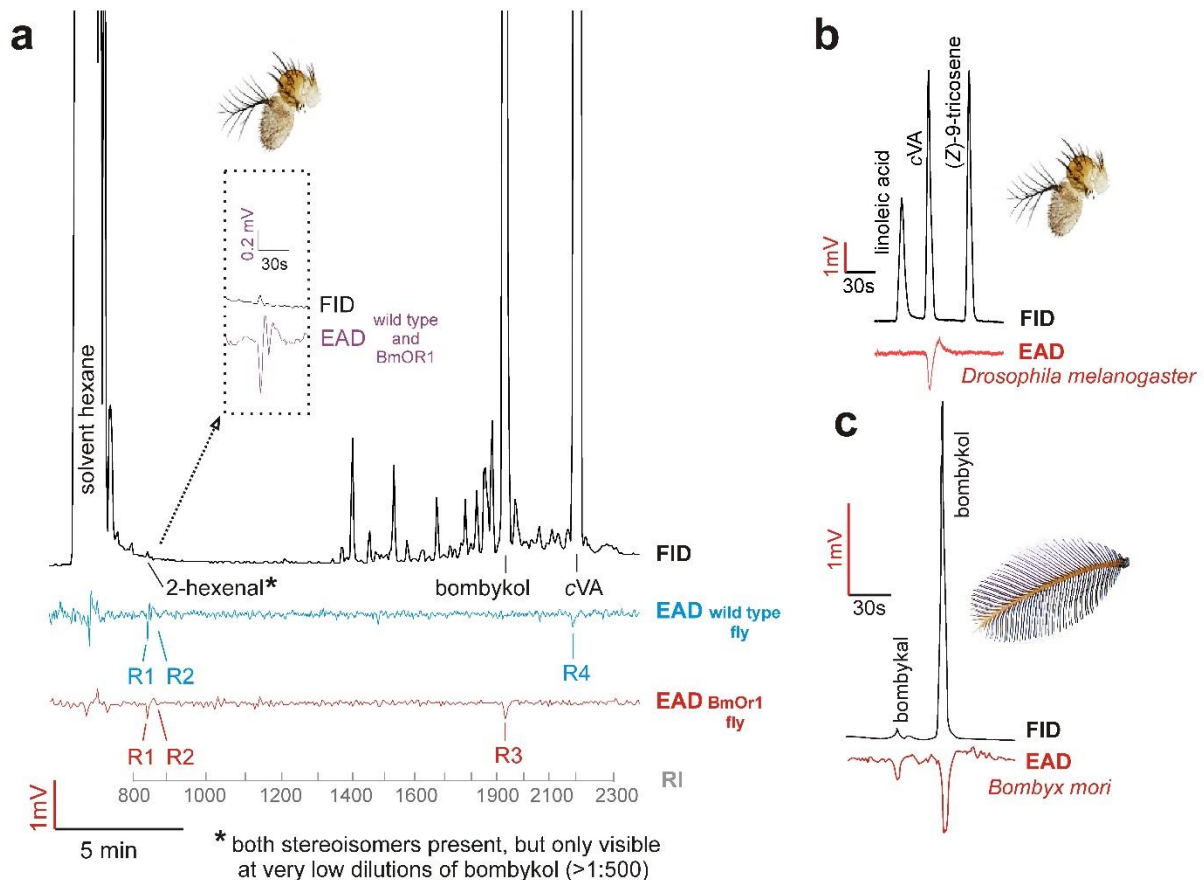 a
solvent hexane
0.2 mV
30s
FID
EAD wild type
and
BmOR1
FID
2-hexenal*
bombykol
cVA
EAD wild type
fly
R1
R2
R4
EAD BmOr1
fly
R1
R2
R3
RI
800
1000
1200
1400
1600
1900
2100
2300
1mV
5 min
* both stereoisomers present, but only visible
at very low dilutions of bombykol (>1:500)
b
linoleic acid
cVA
(Z)-9-tricosene
1mV
30s
FID
EAD
Drosophila melanogaster
c
bombykal
bombykol
1mV
30s
FID
EAD
Bombyx mori